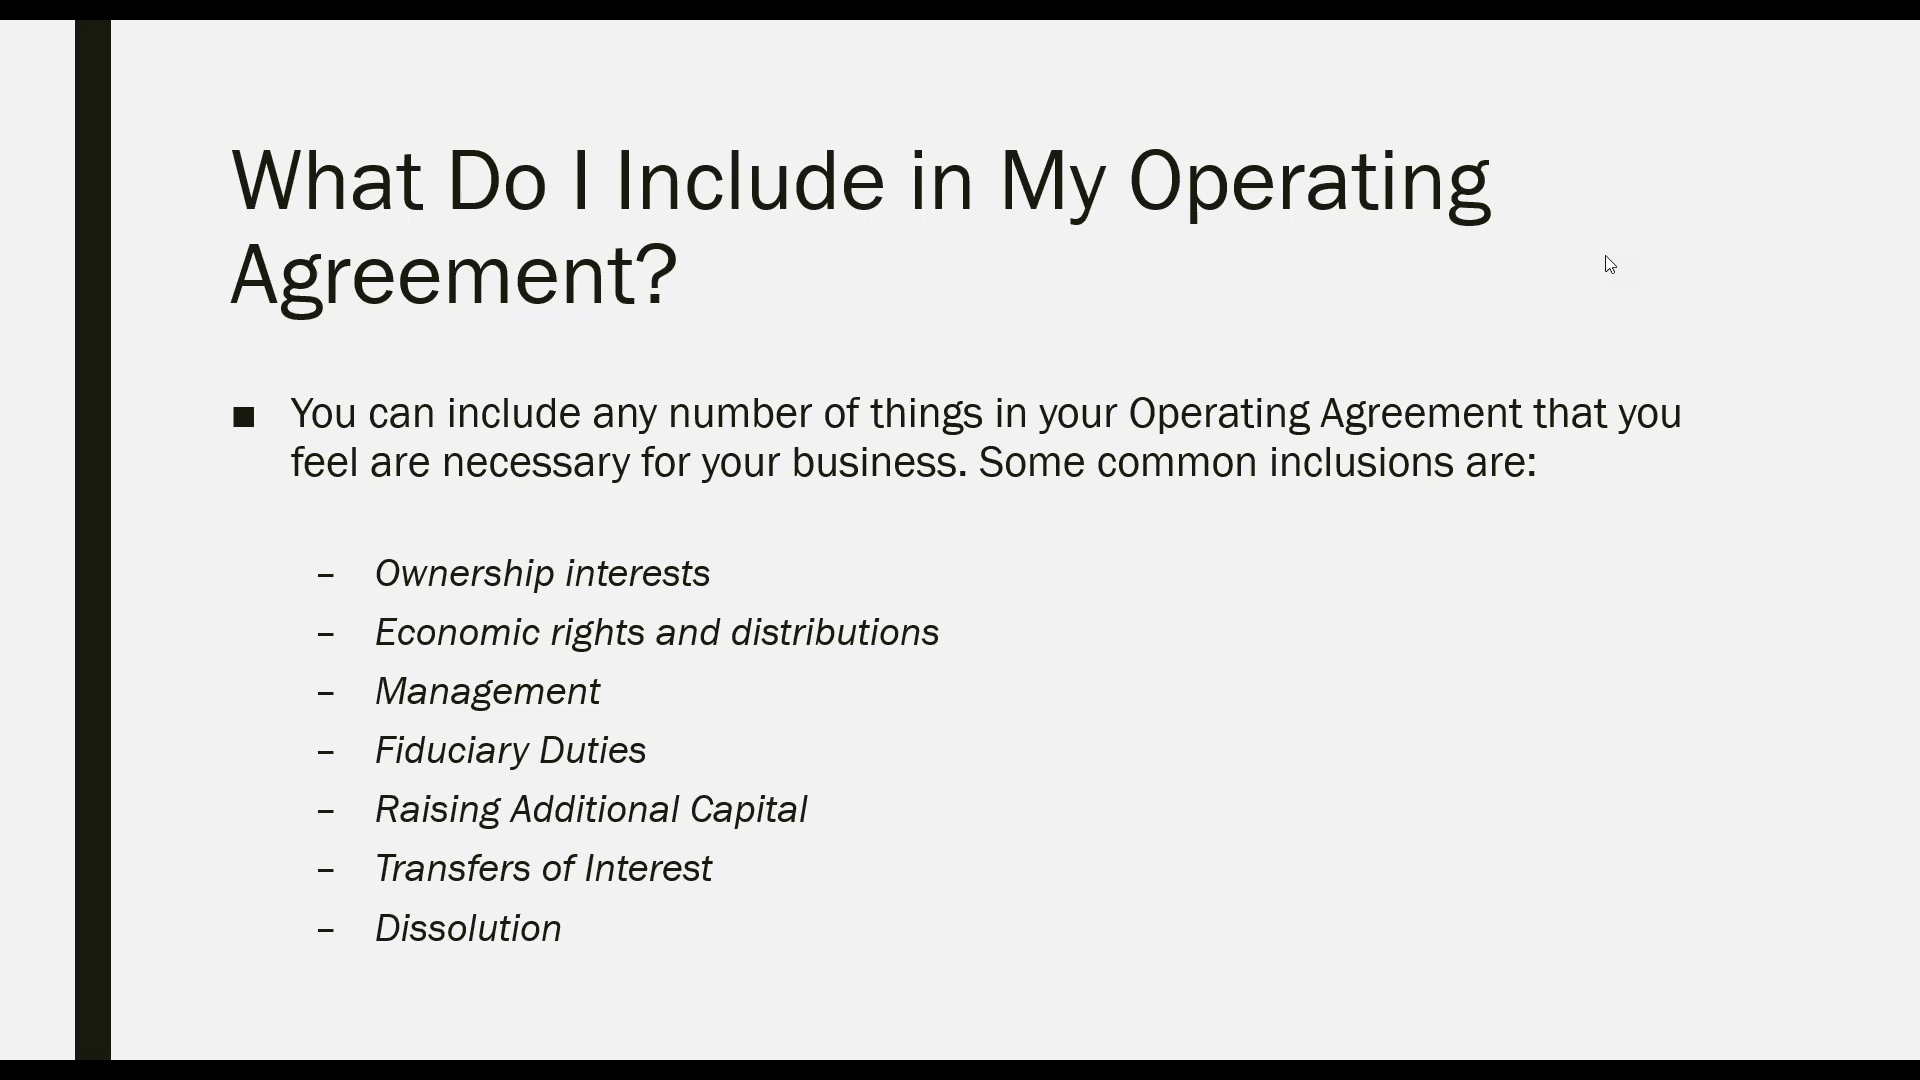 What Do I Include in My Operating
Agreement?
■ You can include any number of things in your Operating Agreement that you
feel are necessary for your business. Some common inclusions are:
– Ownership interests
– Economic rights and distributions
– Management
– Fiduciary Duties
– Raising Additional Capital
– Transfers of Interest
– Dissolution